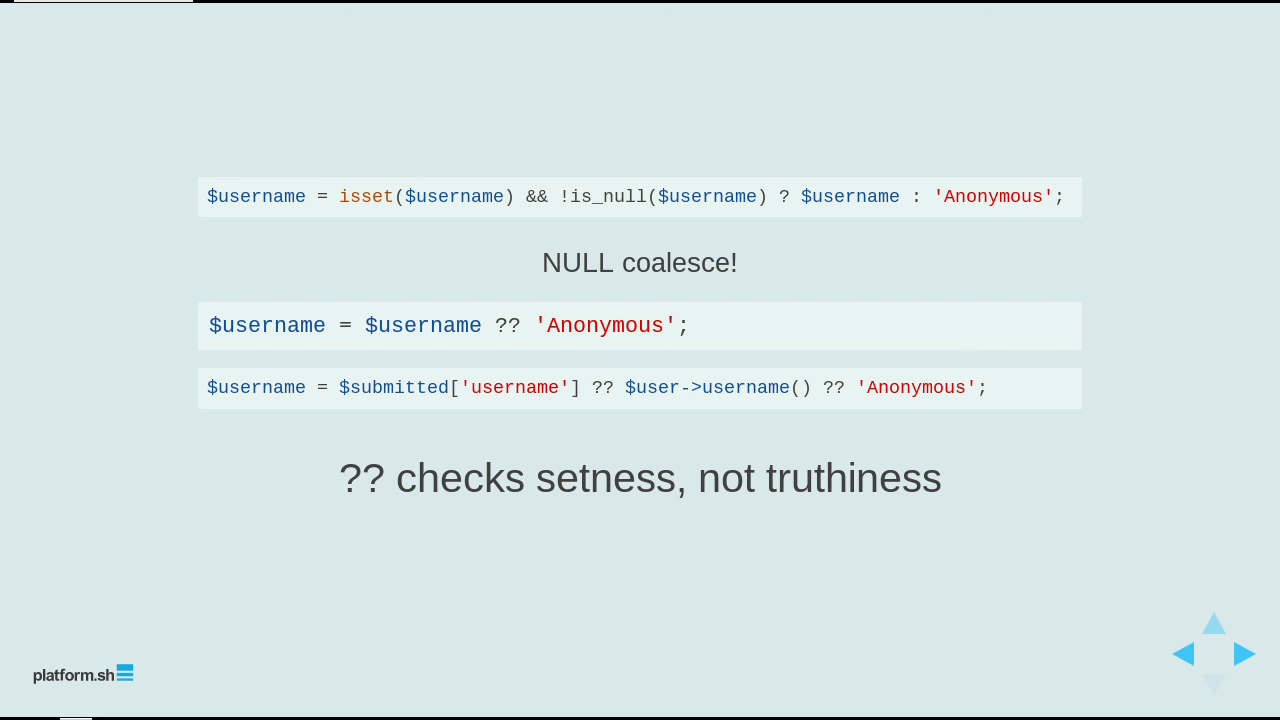 $username = isset($username) && !is_null($username) ? $username : 'Anonymous';
NULL coalesce!
$username = $username ?? 'Anonymous';
$username = $submitted['username'] ?? $user->username() ?? 'Anonymous';
?? checks setness, not truthiness
platform.sh